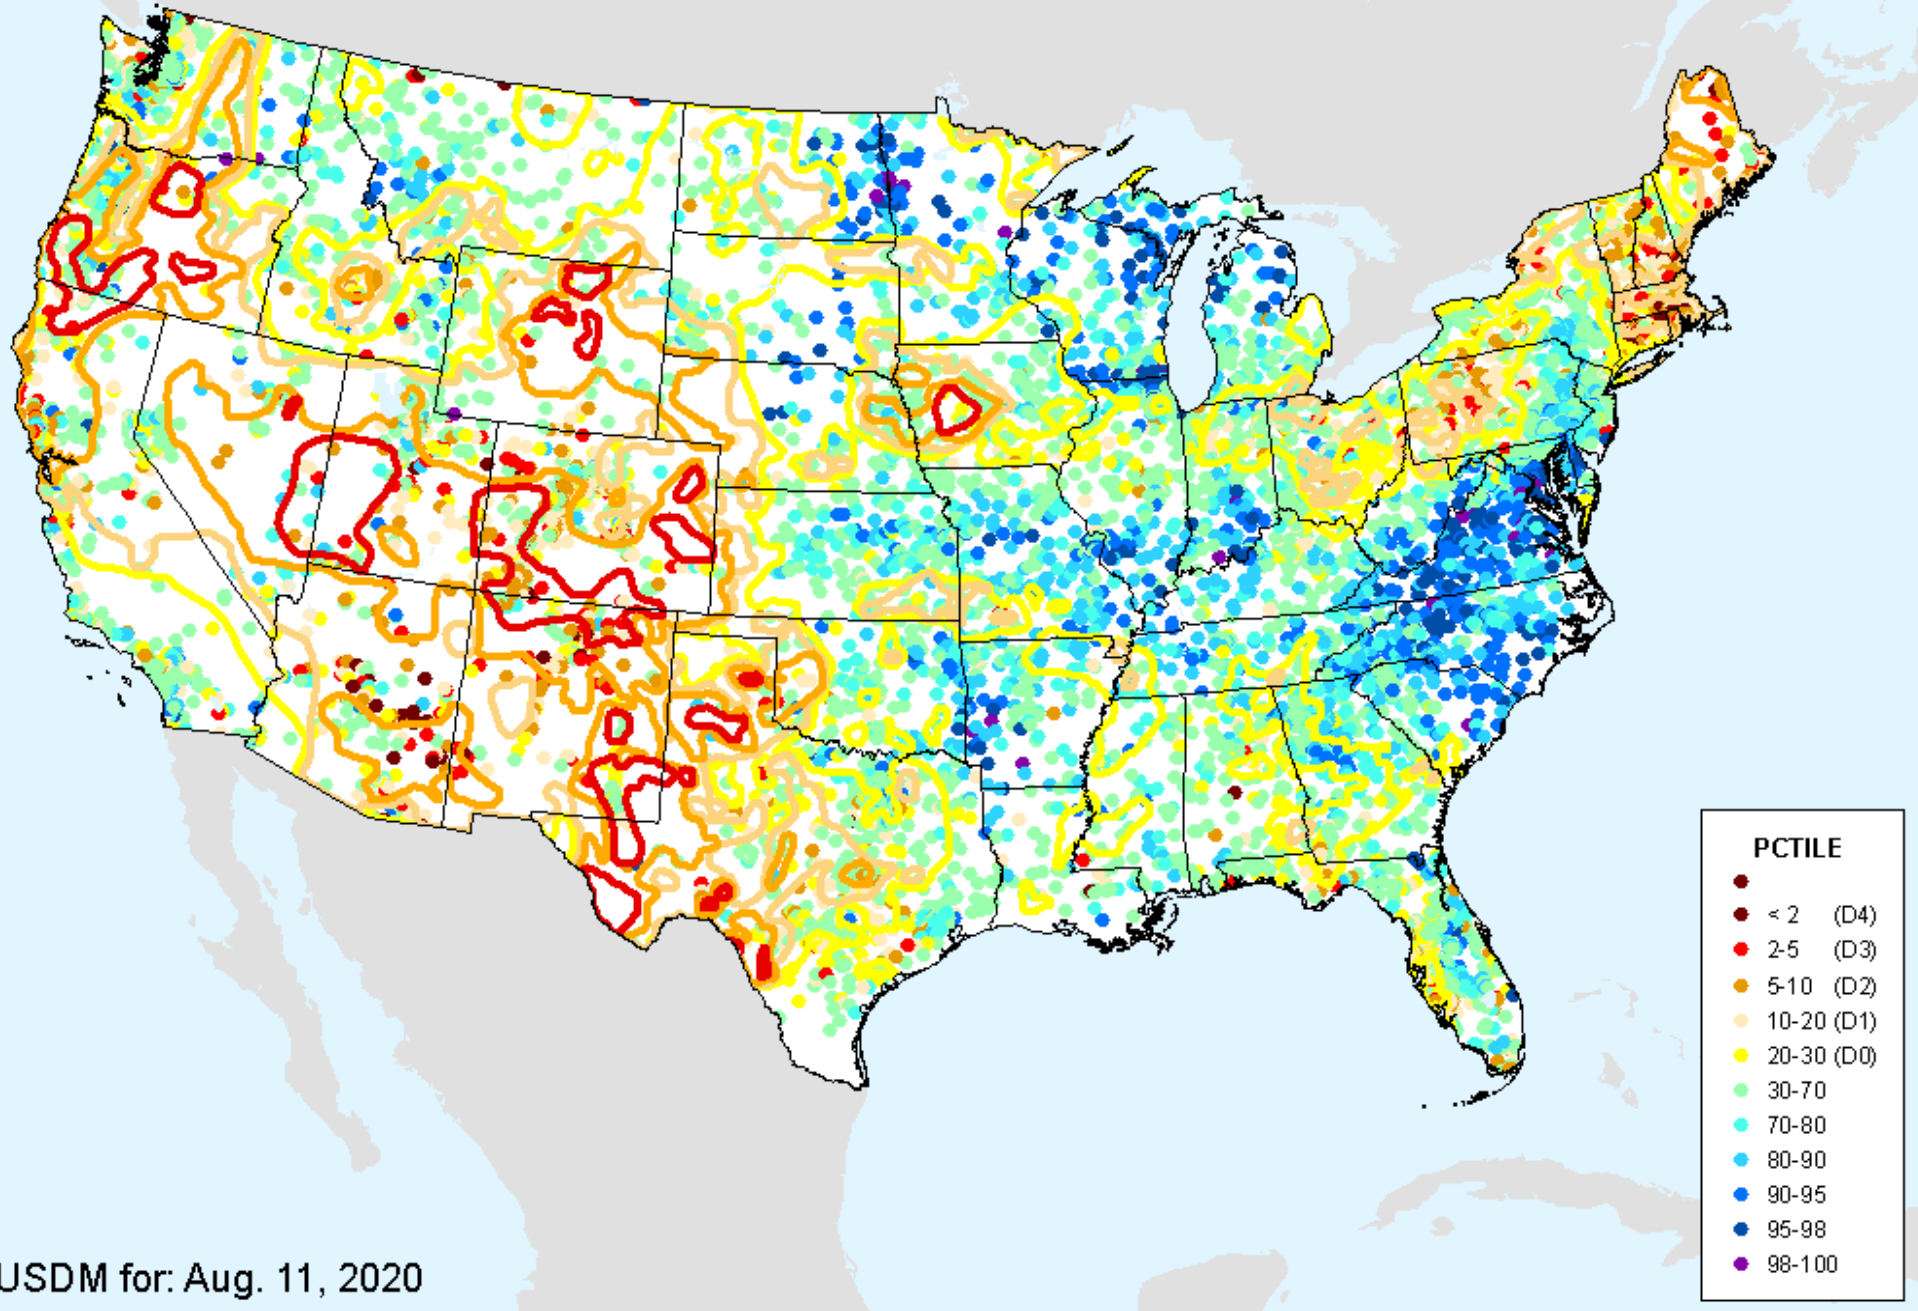 PCTILE
< 2 (D4)
2-5 (D3)
5-10 (D2)
10-20 (D1)
20-30 (D0)
30-70
70-80
80-90
90-95
95-98
98-100
USDM for: Aug. 11, 2020